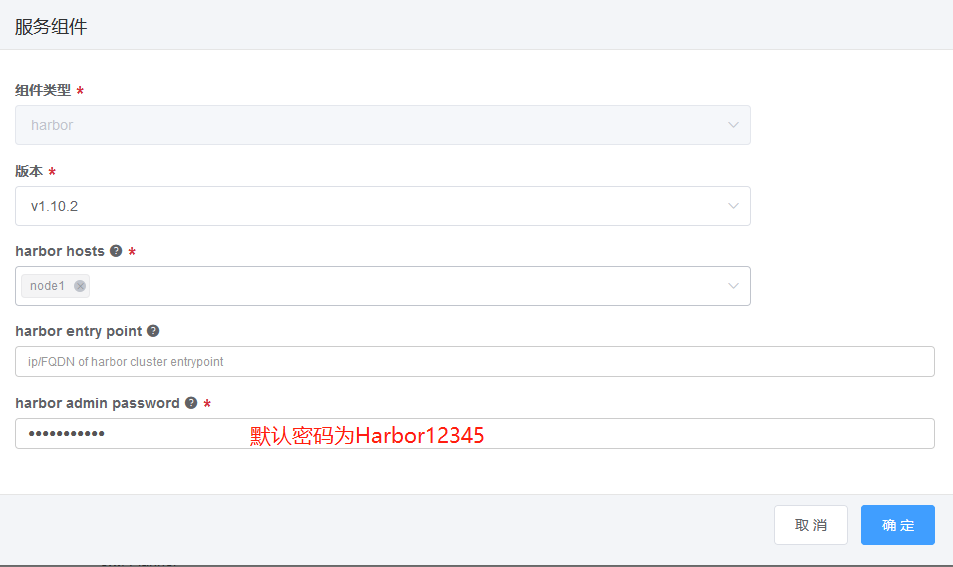 服务组件
组件类型 *
harbor
版本 *
v1.10.2
harbor hosts ? *
node1
harbor entry point ?
ip/FQDN of harbor cluster entrypoint
harbor admin password ? *
••••••••••• 默认密码为Harbor12345
取 消 确 定